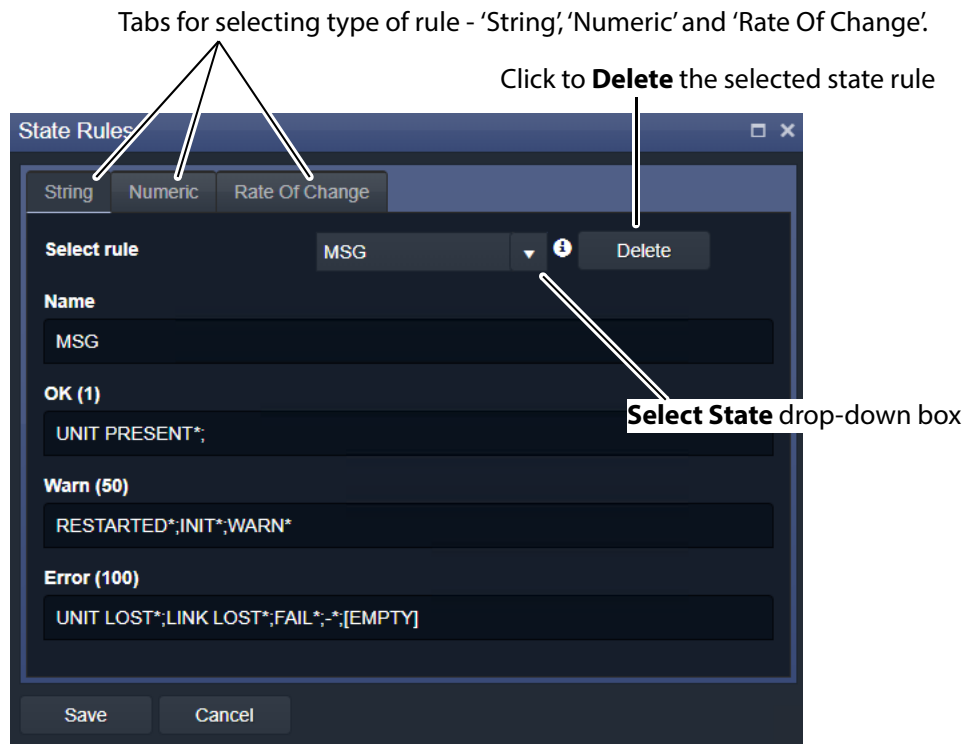 Tabs for selecting type of rule - ‘String’, ‘Numeric’ and ‘Rate Of Change’.
Click to Delete the selected state rule
State Rules
String Numeric Rate Of Change
Select rule MSG Delete
Name
MSG
OK (1)
Select State drop-down box
UNIT PRESENT*;
Warn (50)
RESTARTED*;INIT*;WARN*
Error (100)
UNIT LOST*;LINK LOST*;FAIL*;-*;[EMPTY]
Save Cancel